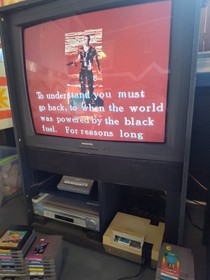 To understand you must
go back, to when the world
was powered by the black
fuel. For reasons long